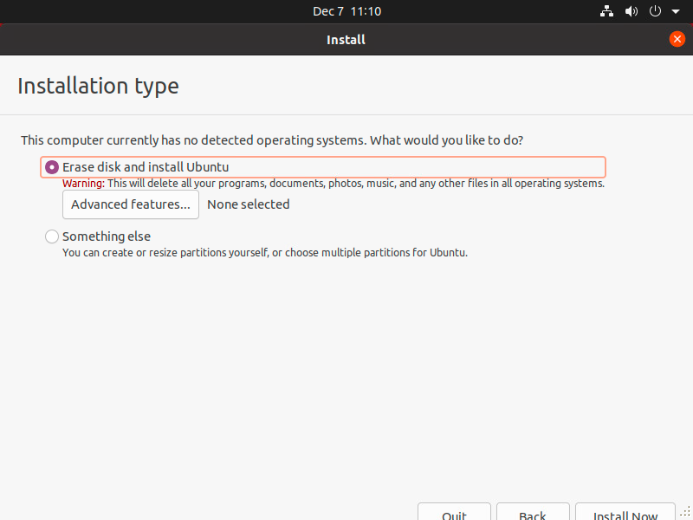 Dec 7 11:10
Install
Installation type
This computer currently has no detected operating systems. What would you like to do?
Erase disk and install Ubuntu
Warning: This will delete all your programs, documents, photos, music, and any other files in all operating systems.
Advanced features... None selected
Something else
You can create or resize partitions yourself, or choose multiple partitions for Ubuntu.
Quit Back Install Now